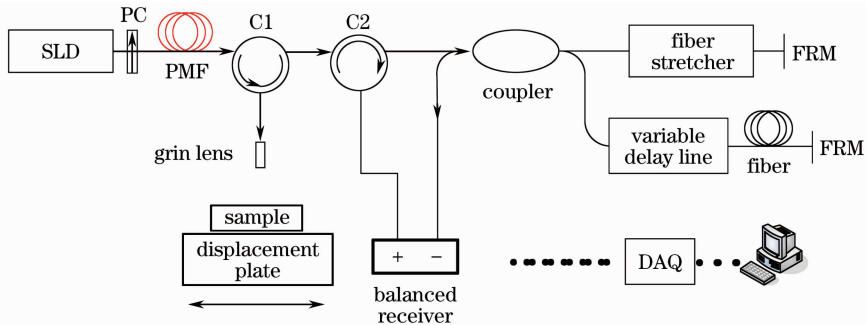 PC
C1
C2
SLD
PMF
fiber
stretcher
FRM
coupler
grin lens
variable
delay line
fiber
FRM
sample
displacement
plate
+ −
balanced
receiver
DAQ